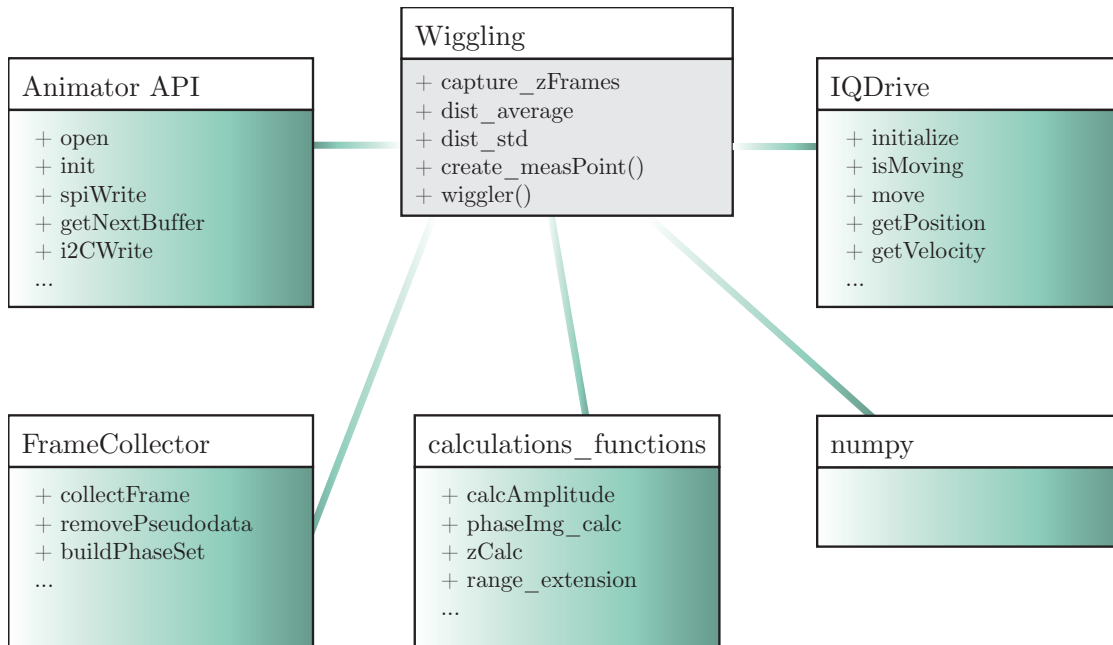 Wiggling
+ capture_zFrames
+ dist_average
+ dist_std
+ create_measPoint()
+ wiggler()
Animator API
+ open
+ init
+ spiWrite
+ getNextBuffer
+ i2CWrite
...
IQDrive
+ initialize
+ isMoving
+ move
+ getPosition
+ getVelocity
...
FrameCollector
+ collectFrame
+ removePseudodata
+ buildPhaseSet
...
calculations_functions
+ calcAmplitude
+ phaseImg_calc
+ zCalc
+ range_extension
...
numpy